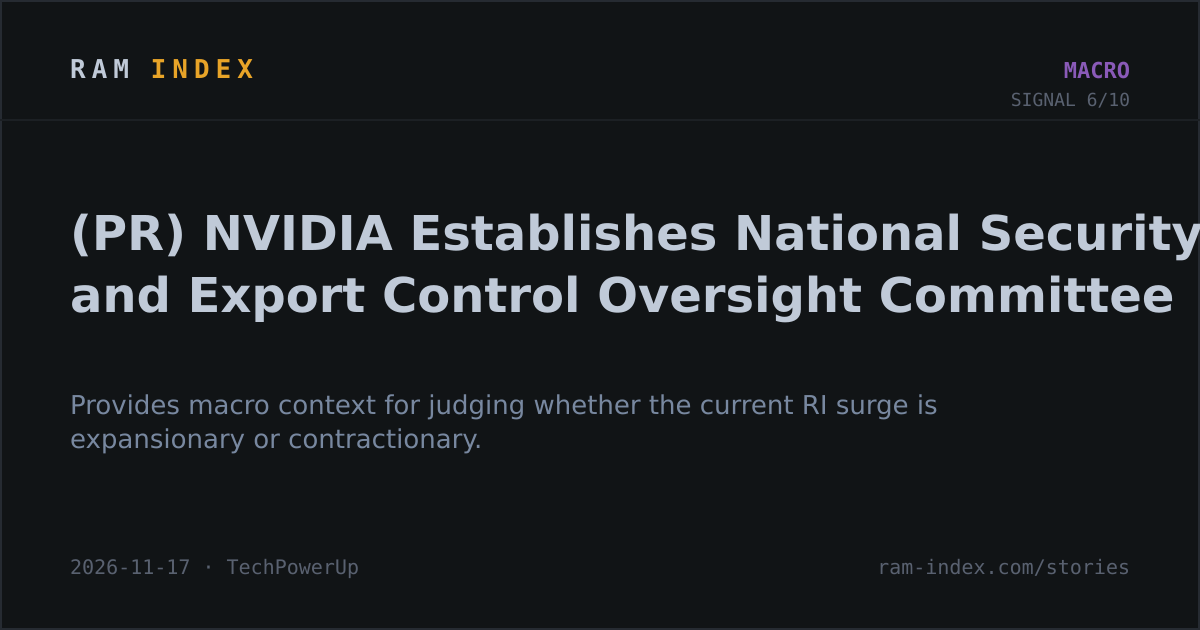 RAM INDEX
MACRO
SIGNAL 6/10
(PR) NVIDIA Establishes National Security
and Export Control Oversight Committee
Provides macro context for judging whether the current RI surge is
expansionary or contractionary.
2026-11-17 · TechPowerUp
ram-index.com/stories